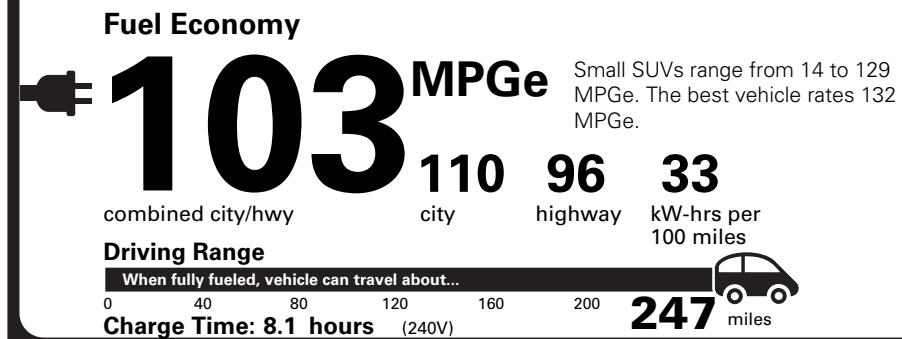 Fuel Economy
103 MPGe
Small SUVs range from 14 to 129
MPGe. The best vehicle rates 132
MPGe.
110 96 33
combined city/hwy city highway kW-hrs per
100 miles
Driving Range
When fully fueled, vehicle can travel about...
0 40 80 120 160 200 247 miles
Charge Time: 8.1 hours (240V)